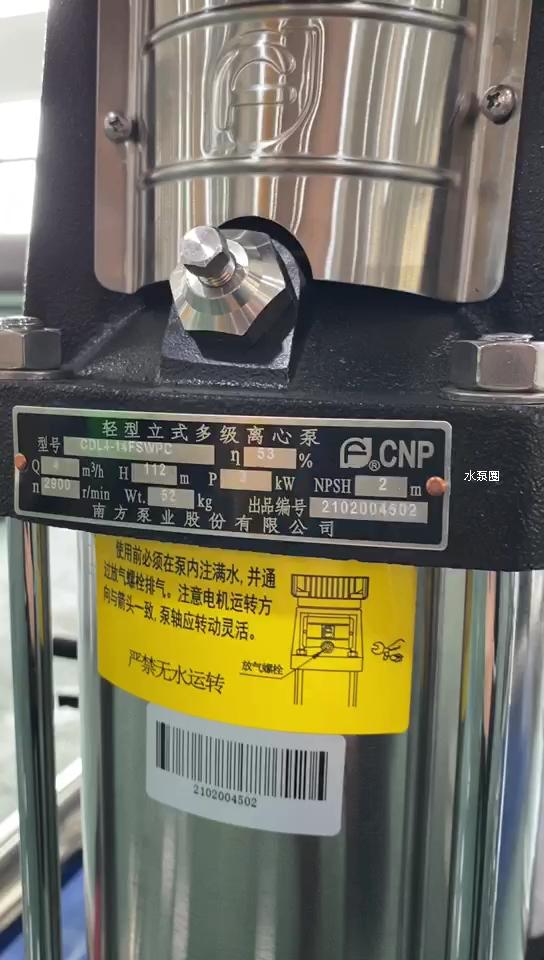 轻型立式多级离心泵
型号 CDL4-14FSWPC η 53 %
Q 4 m³/h H 112 m P 3 kW NPSH 2 m
n 2900 r/min Wt. 52 kg 出品编号 2102004502
南方泵业股份有限公司
® CNP
水泵圈
使用前必须在泵内注满水,并通
过放气螺栓排气。注意电机运转方
向与箭头一致,泵轴应转动灵活。
严禁无水运转
放气螺栓
2102004502